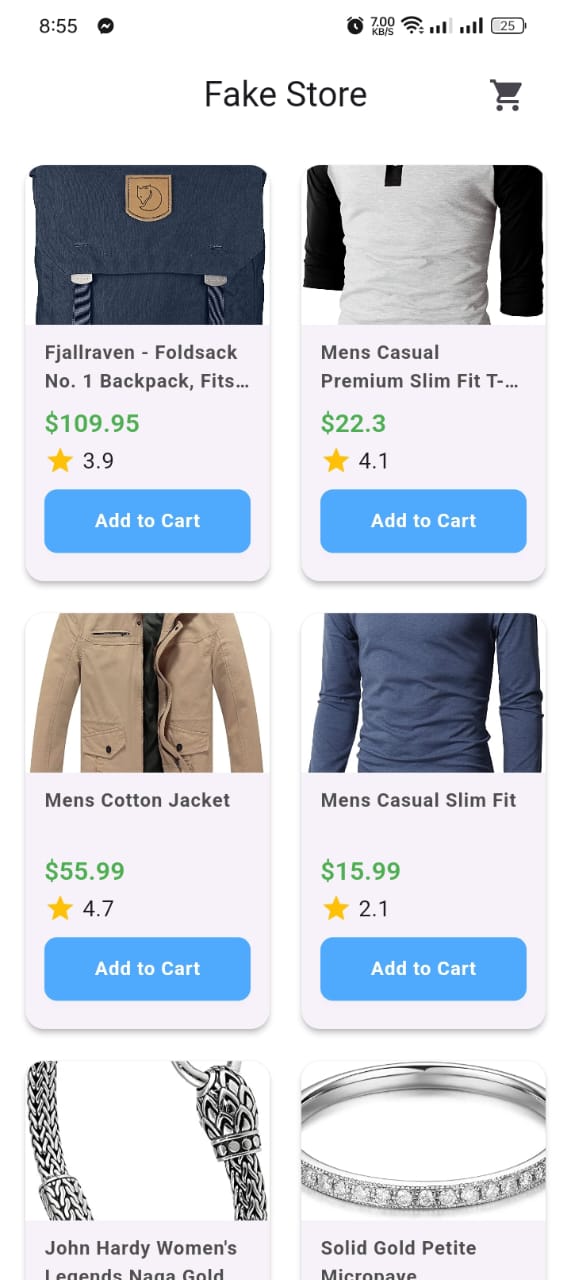 8:55
7.00
KB/S
25
Fake Store
Fjallraven - Foldsack
No. 1 Backpack, Fits…
$109.95
3.9
Add to Cart
Mens Casual
Premium Slim Fit T-…
$22.3
4.1
Add to Cart
Mens Cotton Jacket
$55.99
4.7
Add to Cart
Mens Casual Slim Fit
$15.99
2.1
Add to Cart
John Hardy Women's
Legends Naga Gold
Solid Gold Petite
Micropave